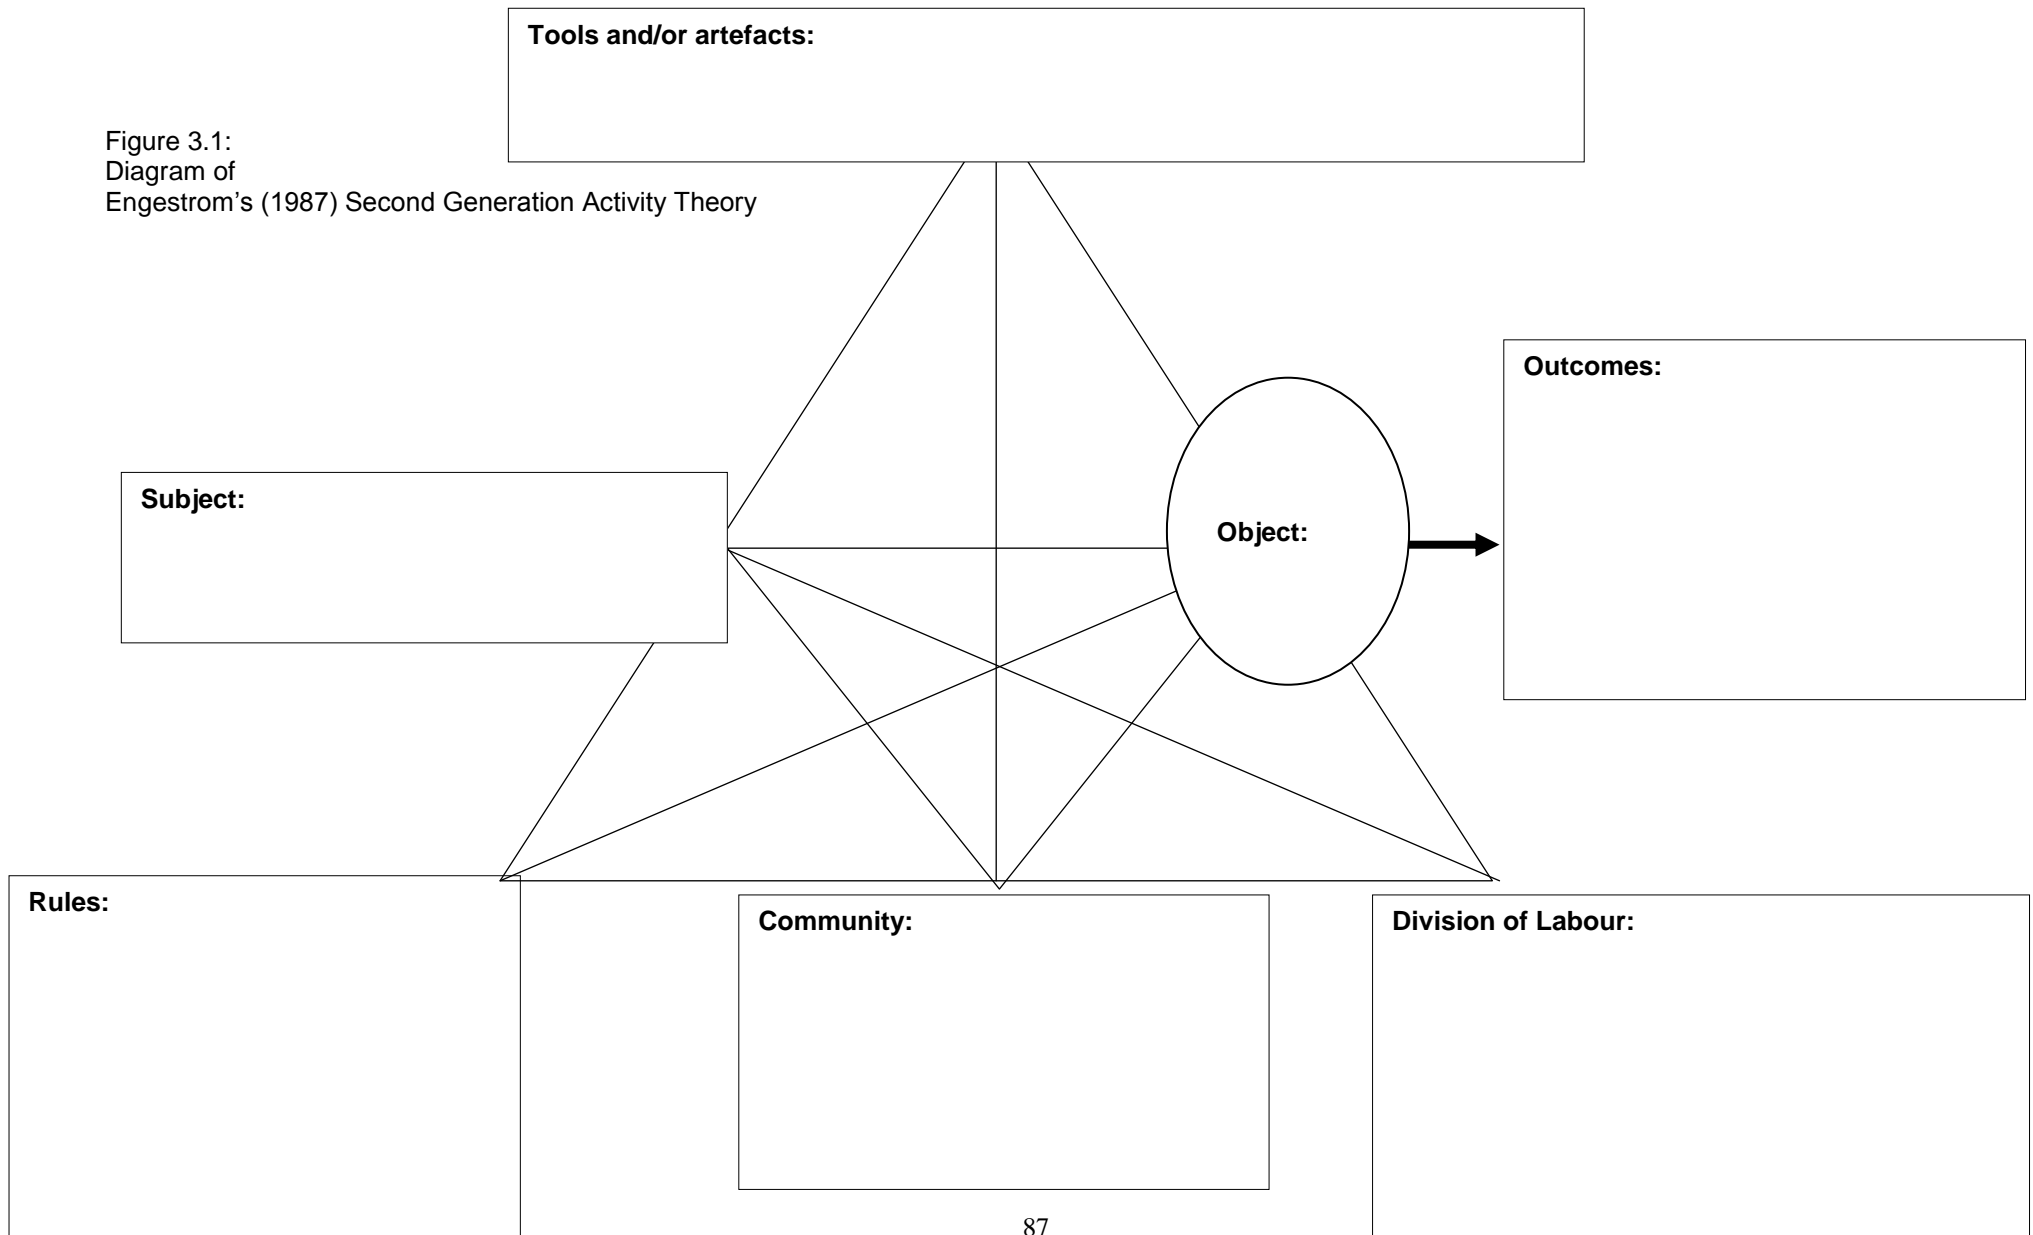 Tools and/or artefacts:
Figure 3.1:
Diagram of
Engestrom’s (1987) Second Generation Activity Theory
Outcomes:
Subject:
Object:
Rules:
Community:
Division of Labour:
87